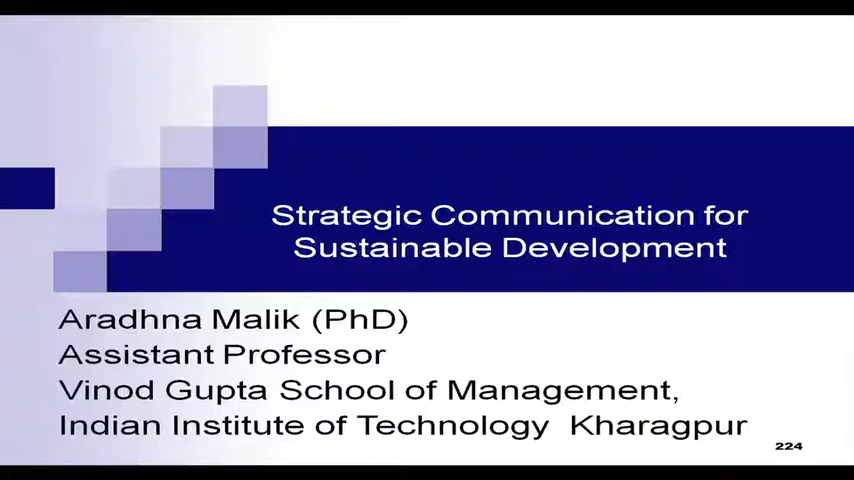 Strategic Communication for
Sustainable Development
Aradhna Malik (PhD)
Assistant Professor
Vinod Gupta School of Management,
Indian Institute of Technology Kharagpur
224